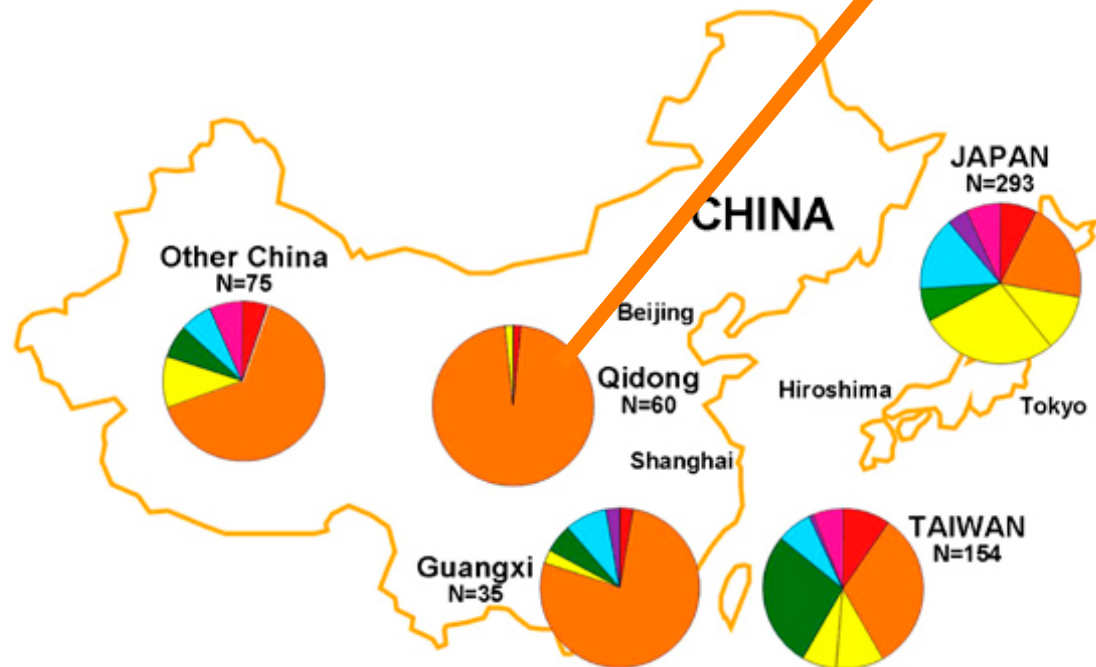 JAPAN
N=293
CHINA
Other China
N=75
Beijing
Qidong
N=60
Hiroshima
Tokyo
Shanghai
TAIWAN
N=154
Guangxi
N=35